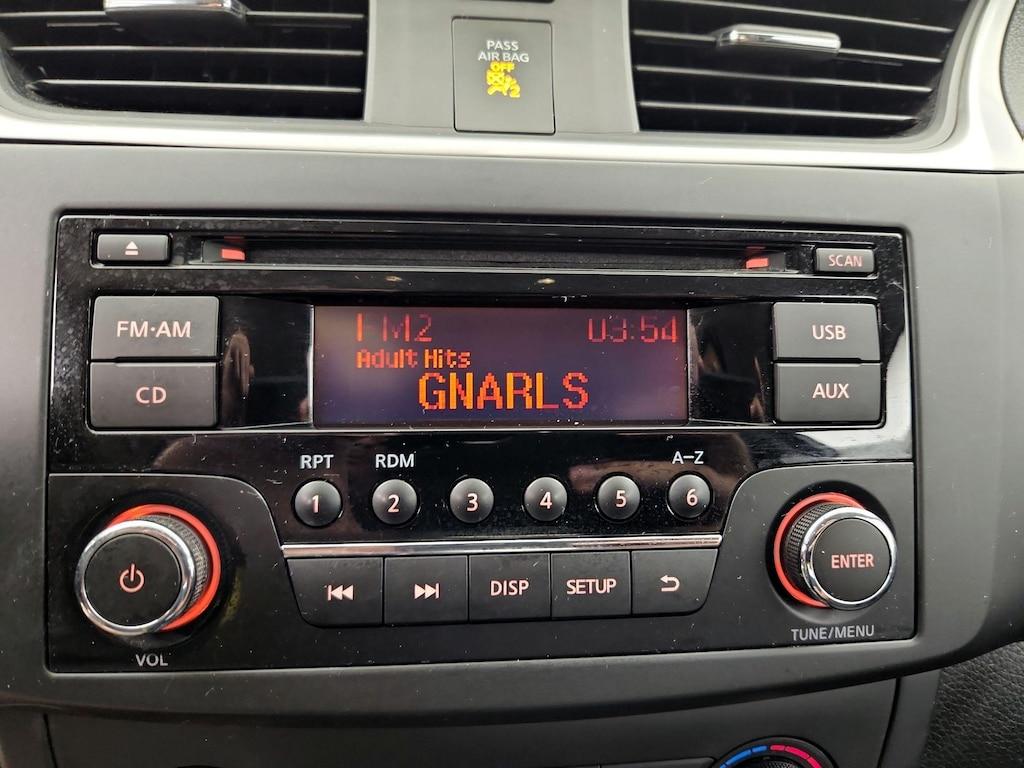 PASS
AIR BAG
OFF
2
SCAN
FM·AM
FM2 03:54
USB
Adult Hits
CD
GNARLS
AUX
RPT RDM A–Z
1 2 3 4 5 6
DISP SETUP
ENTER
VOL
TUNE/MENU